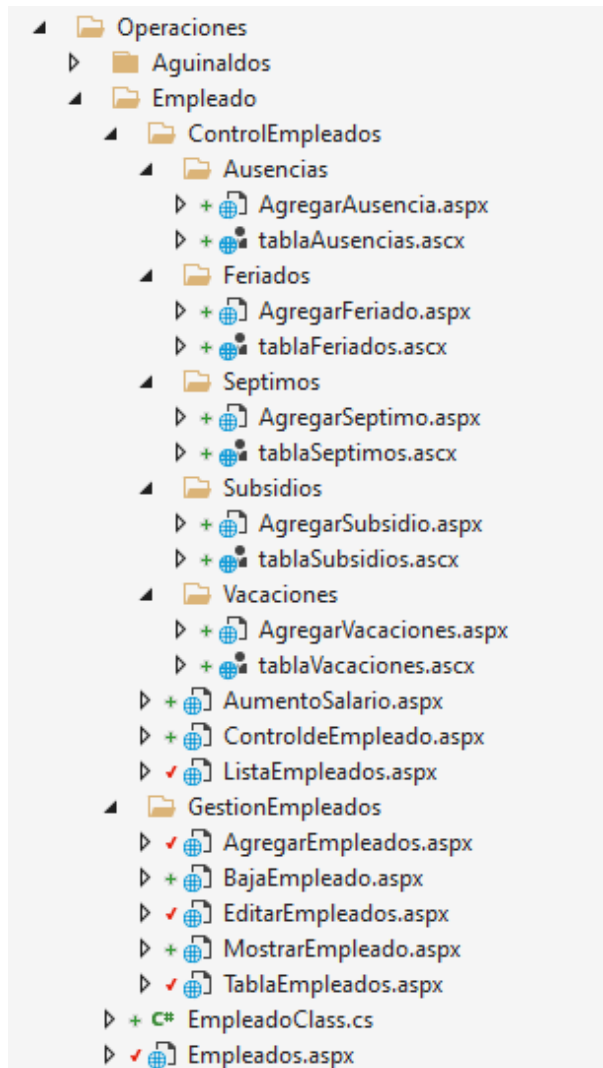 Operaciones
Aguinaldos
Empleado
ControlEmpleados
Ausencias
AgregarAusencia.aspx
tablaAusencias.ascx
Feriados
AgregarFeriado.aspx
tablaFeriados.ascx
Septimos
AgregarSeptimo.aspx
tablaSeptimos.ascx
Subsidios
AgregarSubsidio.aspx
tablaSubsidios.ascx
Vacaciones
AgregarVacaciones.aspx
tablaVacaciones.ascx
AumentoSalario.aspx
ControldeEmpleado.aspx
ListaEmpleados.aspx
GestionEmpleados
AgregarEmpleados.aspx
BajaEmpleado.aspx
EditarEmpleados.aspx
MostrarEmpleado.aspx
TablaEmpleados.aspx
C# EmpleadoClass.cs
Empleados.aspx